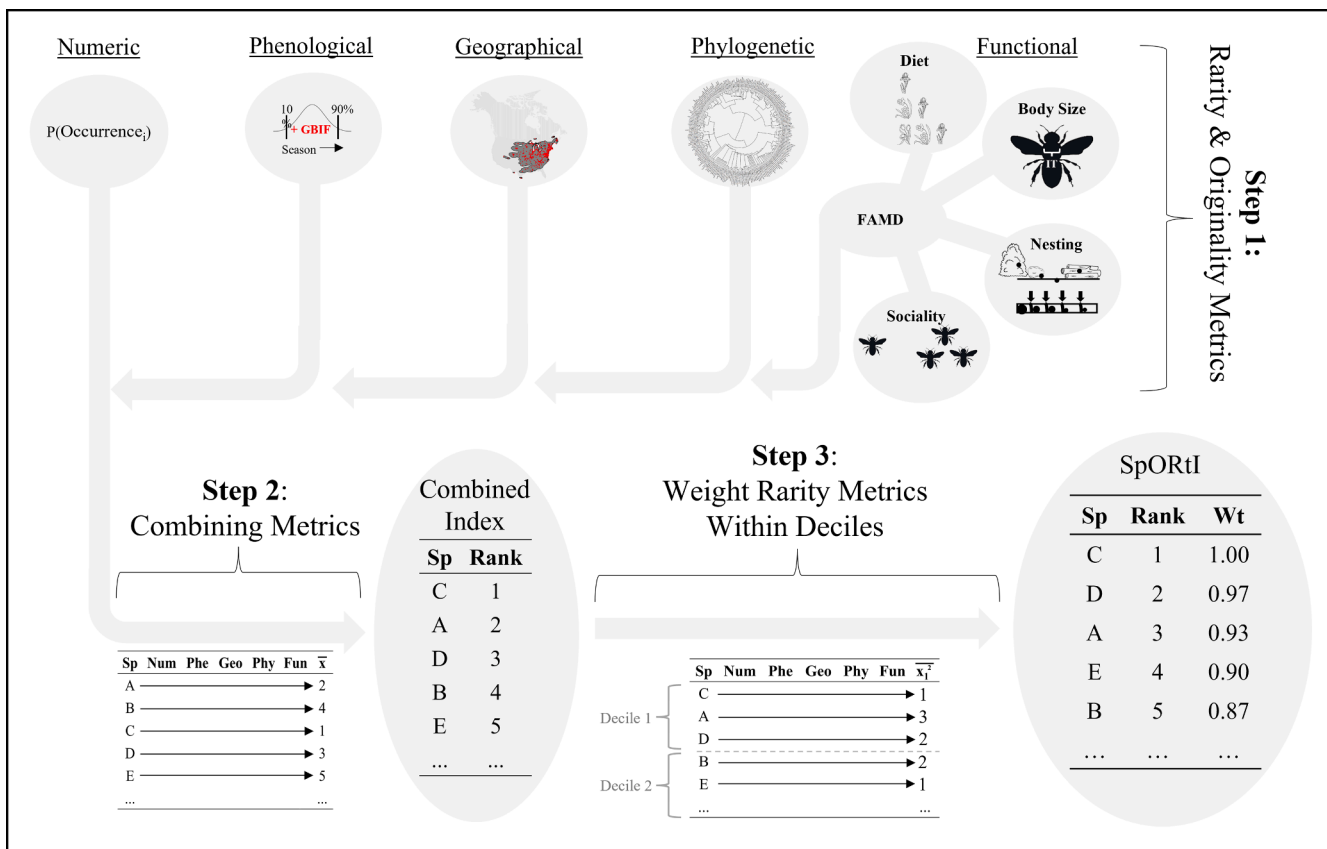 Numeric
Phenological
Geographical
Phylogenetic
Functional
P(Occurrenceᵢ)
10 90%
%
+ GBIF
Season
Diet
Body Size
FAMD
Nesting
Sociality
Step 1:
Rarity & Originality Metrics
Step 2:
Combining Metrics
Sp Num Phe Geo Phy Fun x̅
A 2
B 4
C 1
D 3
E 5
... ...
Combined
Index
Sp Rank
C 1
A 2
D 3
B 4
E 5
... ...
Step 3:
Weight Rarity Metrics
Within Deciles
Sp Num Phe Geo Phy Fun x̅₁²
Decile 1
C 1
A 3
D 2
Decile 2
B 2
E 1
... ...
SpORtI
Sp Rank Wt
C 1 1.00
D 2 0.97
A 3 0.93
E 4 0.90
B 5 0.87
... ... ...